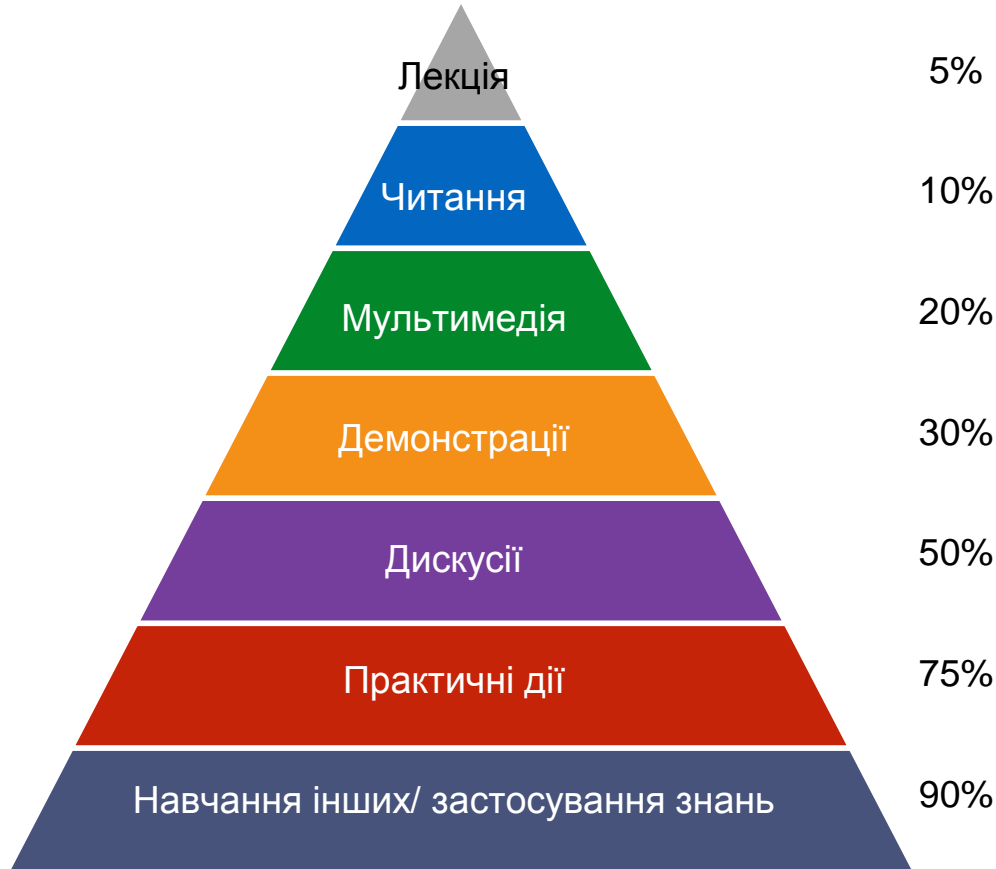 Лекція 5%
Читання 10%
Мультимедія 20%
Демонстрації 30%
Дискусії 50%
Практичні дії 75%
Навчання інших/ застосування знань 90%